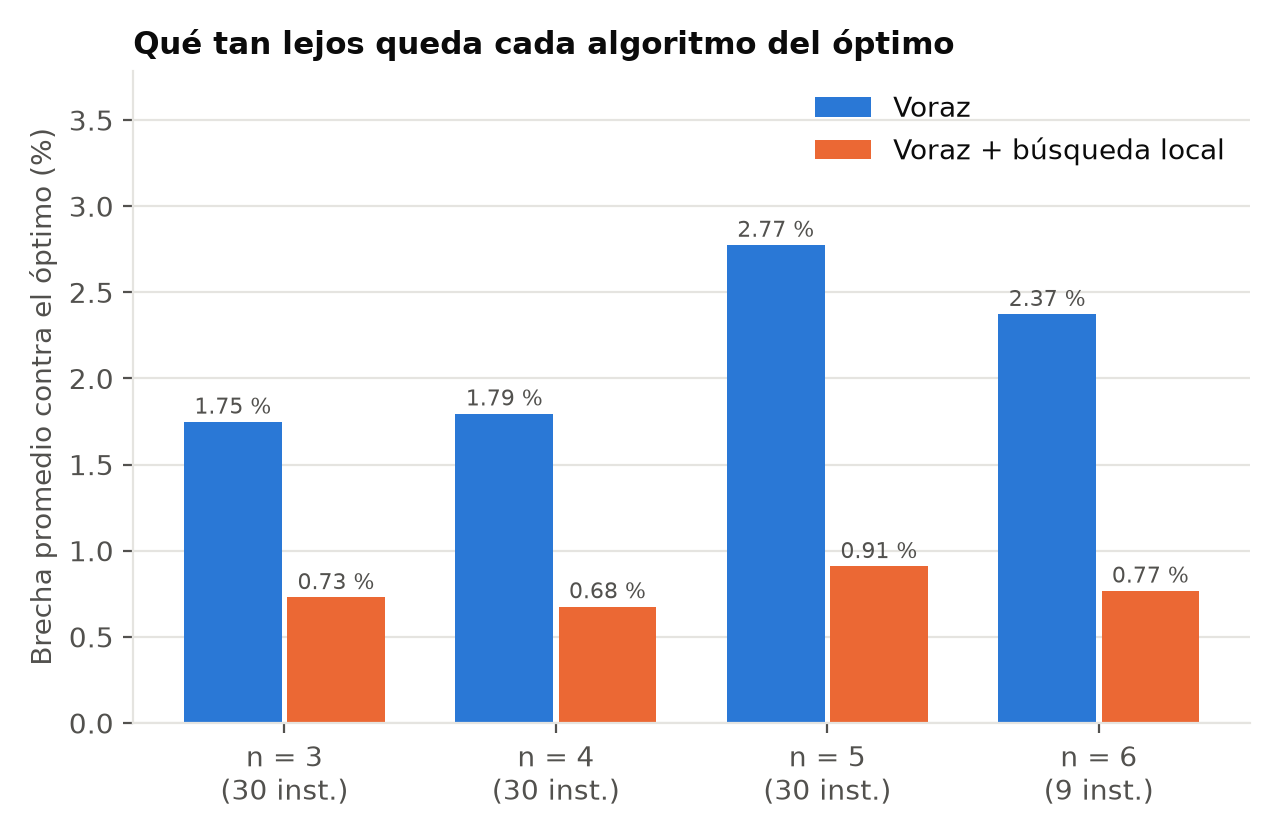 Qué tan lejos queda cada algoritmo del óptimo
Voraz
Voraz + búsqueda local
Brecha promedio contra el óptimo (%)
3.5
3.0
2.5
2.0
1.5
1.0
0.5
0.0
1.75 %
0.73 %
1.79 %
0.68 %
2.77 %
0.91 %
2.37 %
0.77 %
n = 3
(30 inst.)
n = 4
(30 inst.)
n = 5
(30 inst.)
n = 6
(9 inst.)